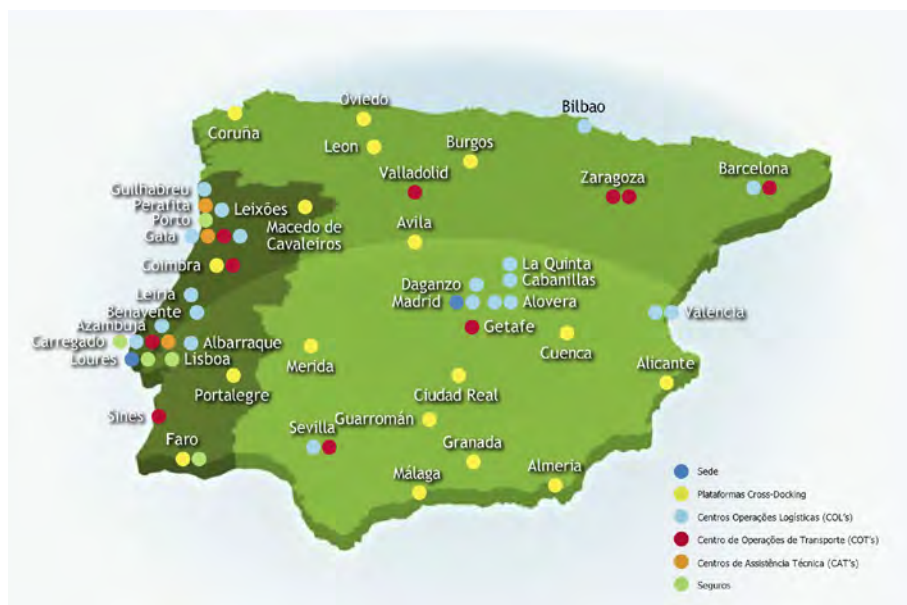 Oviedo
Bilbao
Coruña
Leon
Burgos
Valladolid
Zaragoza
Barcelona
Guilhabreu
Perafita
Leixões
Porto
Macedo de
Cavaleiros
Gaia
Avila
Coimbra
La Quinta
Cabanillas
Daganzo
Leiria
Madrid
Alovera
Benavente
Valencia
Azambuja
Getafe
Carregado
Albarraque
Cuenca
Loures
Lisboa
Merida
Alicante
Portalegre
Ciudad Real
Sines
Guarromán
Sevilla
Faro
Granada
Málaga
Almeria
Sede
Plataformas Cross-Docking
Centros Operações Logísticas (COL's)
Centro de Operações de Transporte (COT's)
Centros de Assistência Técnica (CAT's)
Seguros